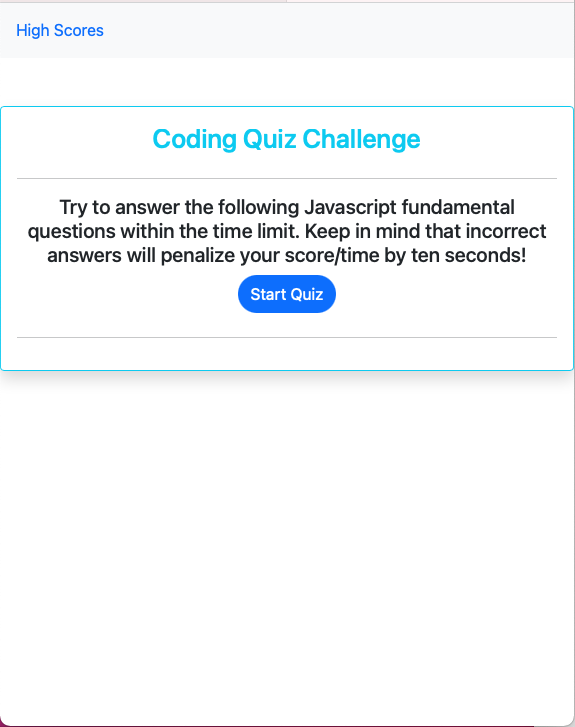 High Scores
Coding Quiz Challenge
Try to answer the following Javascript fundamental
questions within the time limit. Keep in mind that incorrect
answers will penalize your score/time by ten seconds!
Start Quiz